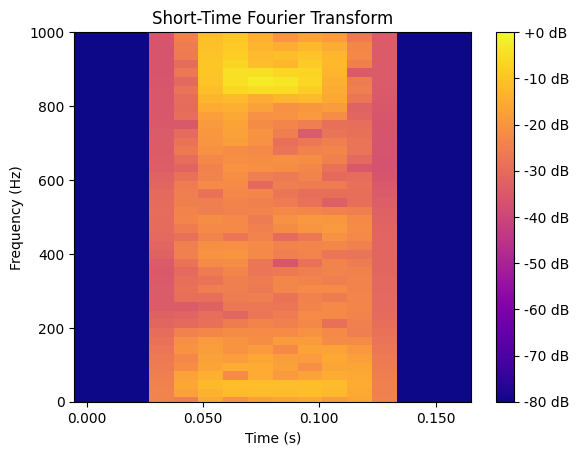 Short-Time Fourier Transform
1000
800
600
400
200
0
Frequency (Hz)
0.000
0.050
0.100
0.150
Time (s)
+0 dB
-10 dB
-20 dB
-30 dB
-40 dB
-50 dB
-60 dB
-70 dB
-80 dB